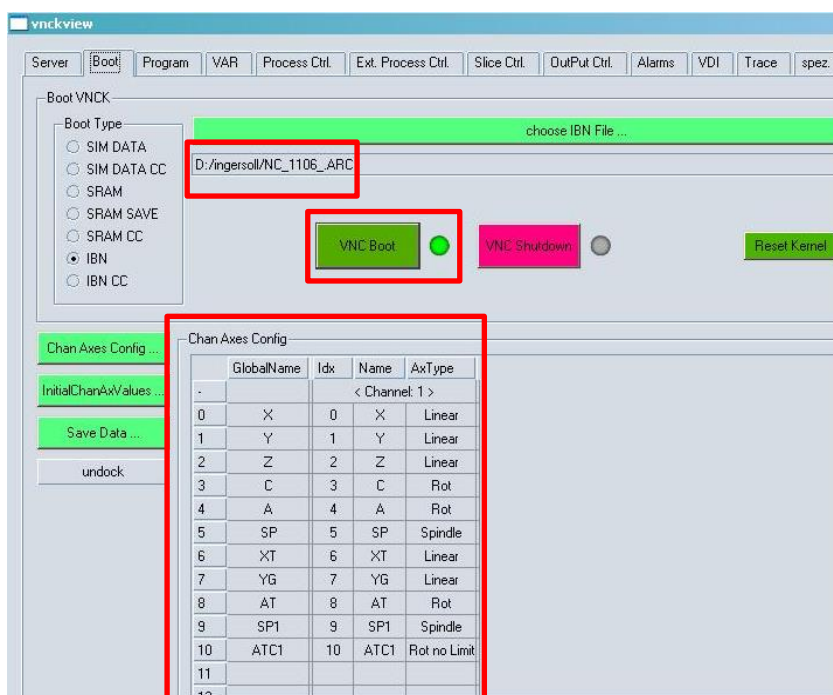 vnckview
Server Boot Program VAR Process Ctrl. Ext. Process Ctrl. Slice Ctrl. OutPut Ctrl. Alarms VDI Trace spez.
Boot VNCK
Boot Type
SIM DATA
SIM DATA CC
SRAM
SRAM SAVE
SRAM CC
IBN
IBN CC
choose IBN File ...
D:/ingersoll/NC_1106_.ARC
VNC Boot VNC Shutdown Reset Kernel
Chan Axes Config ...
InitialChanAxValues ...
Save Data ...
undock
Chan Axes Config
GlobalName Idx Name AxType
- < Channel: 1 >
0 X 0 X Linear
1 Y 1 Y Linear
2 Z 2 Z Linear
3 C 3 C Rot
4 A 4 A Rot
5 SP 5 SP Spindle
6 XT 6 XT Linear
7 YG 7 YG Linear
8 AT 8 AT Rot
9 SP1 9 SP1 Spindle
10 ATC1 10 ATC1 Rot no Limit
11